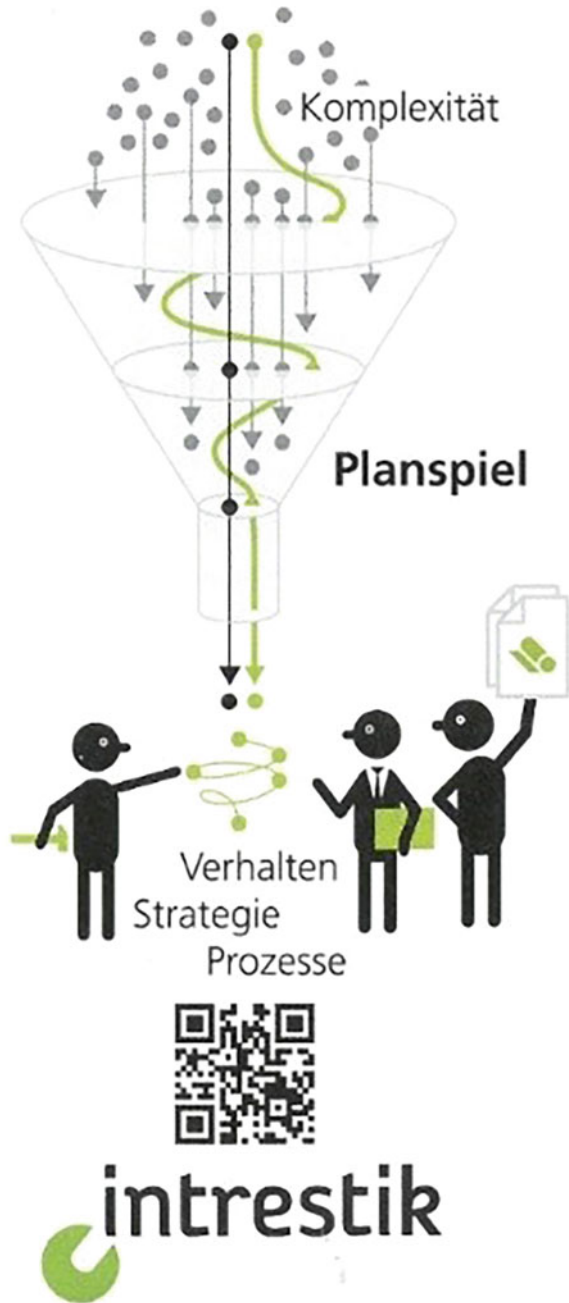 Komplexität
Planspiel
Verhalten
Strategie
Prozesse
intrestik